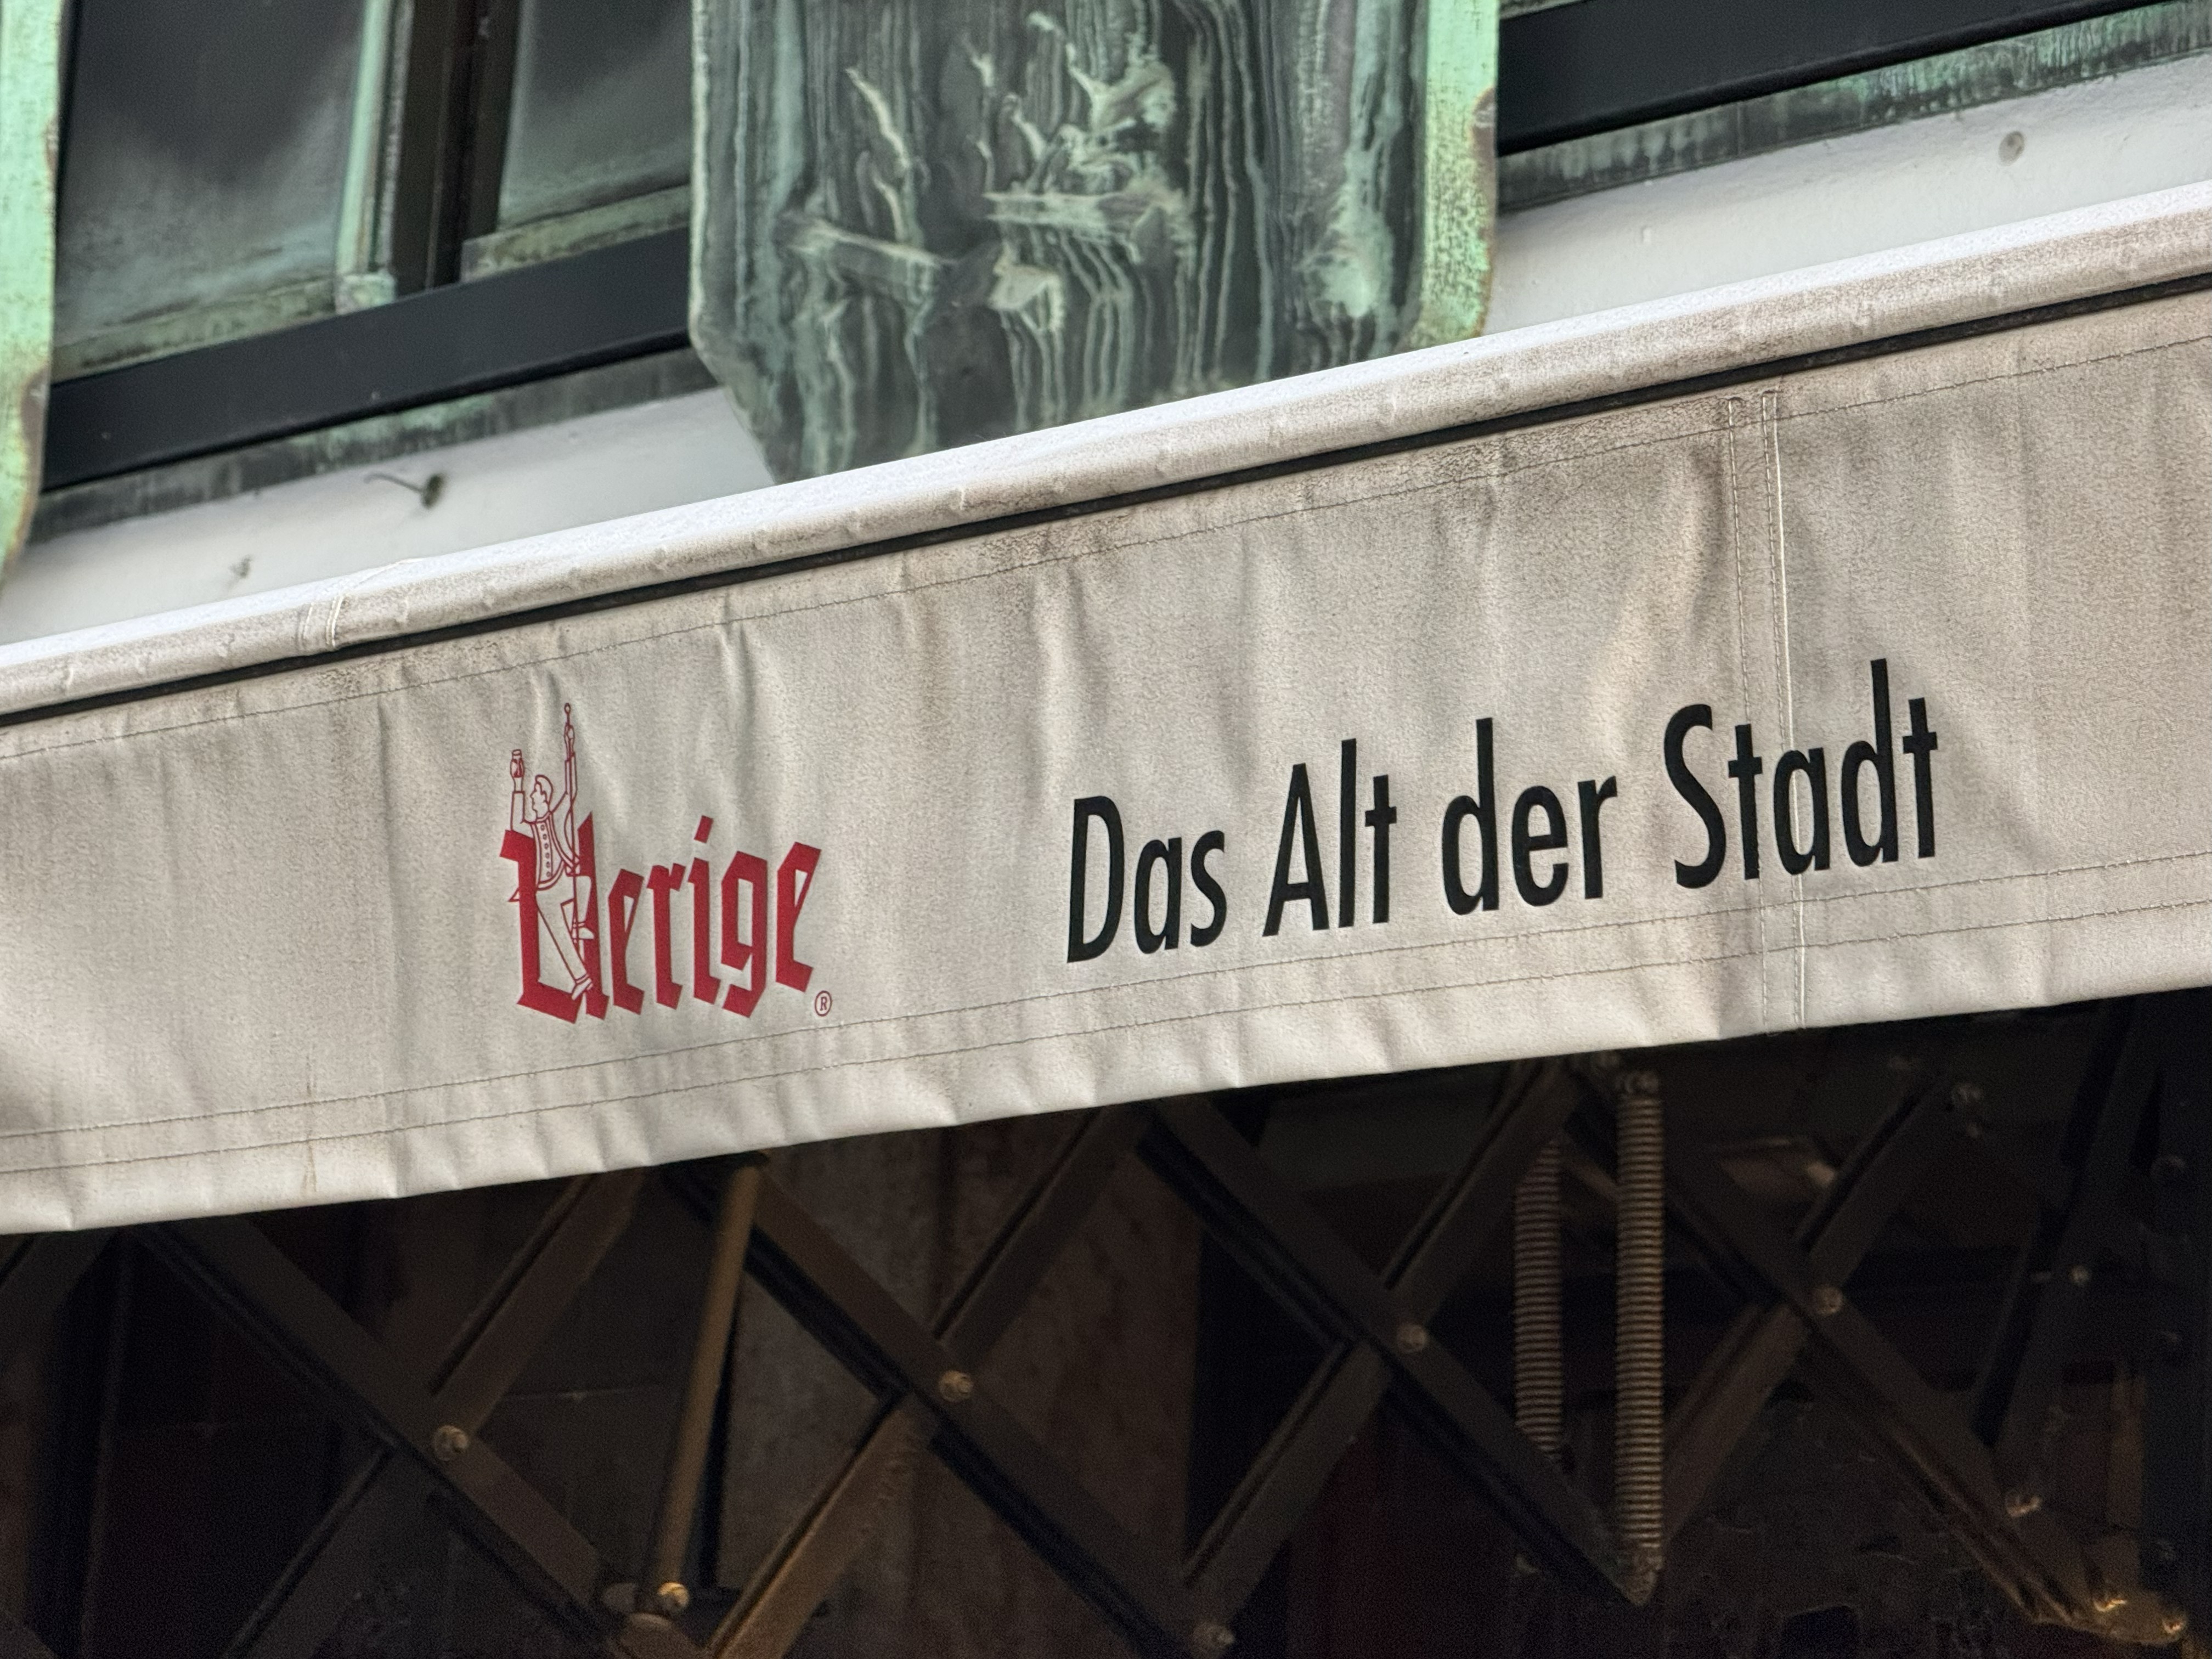 Uerige ®
Das Alt der Stadt